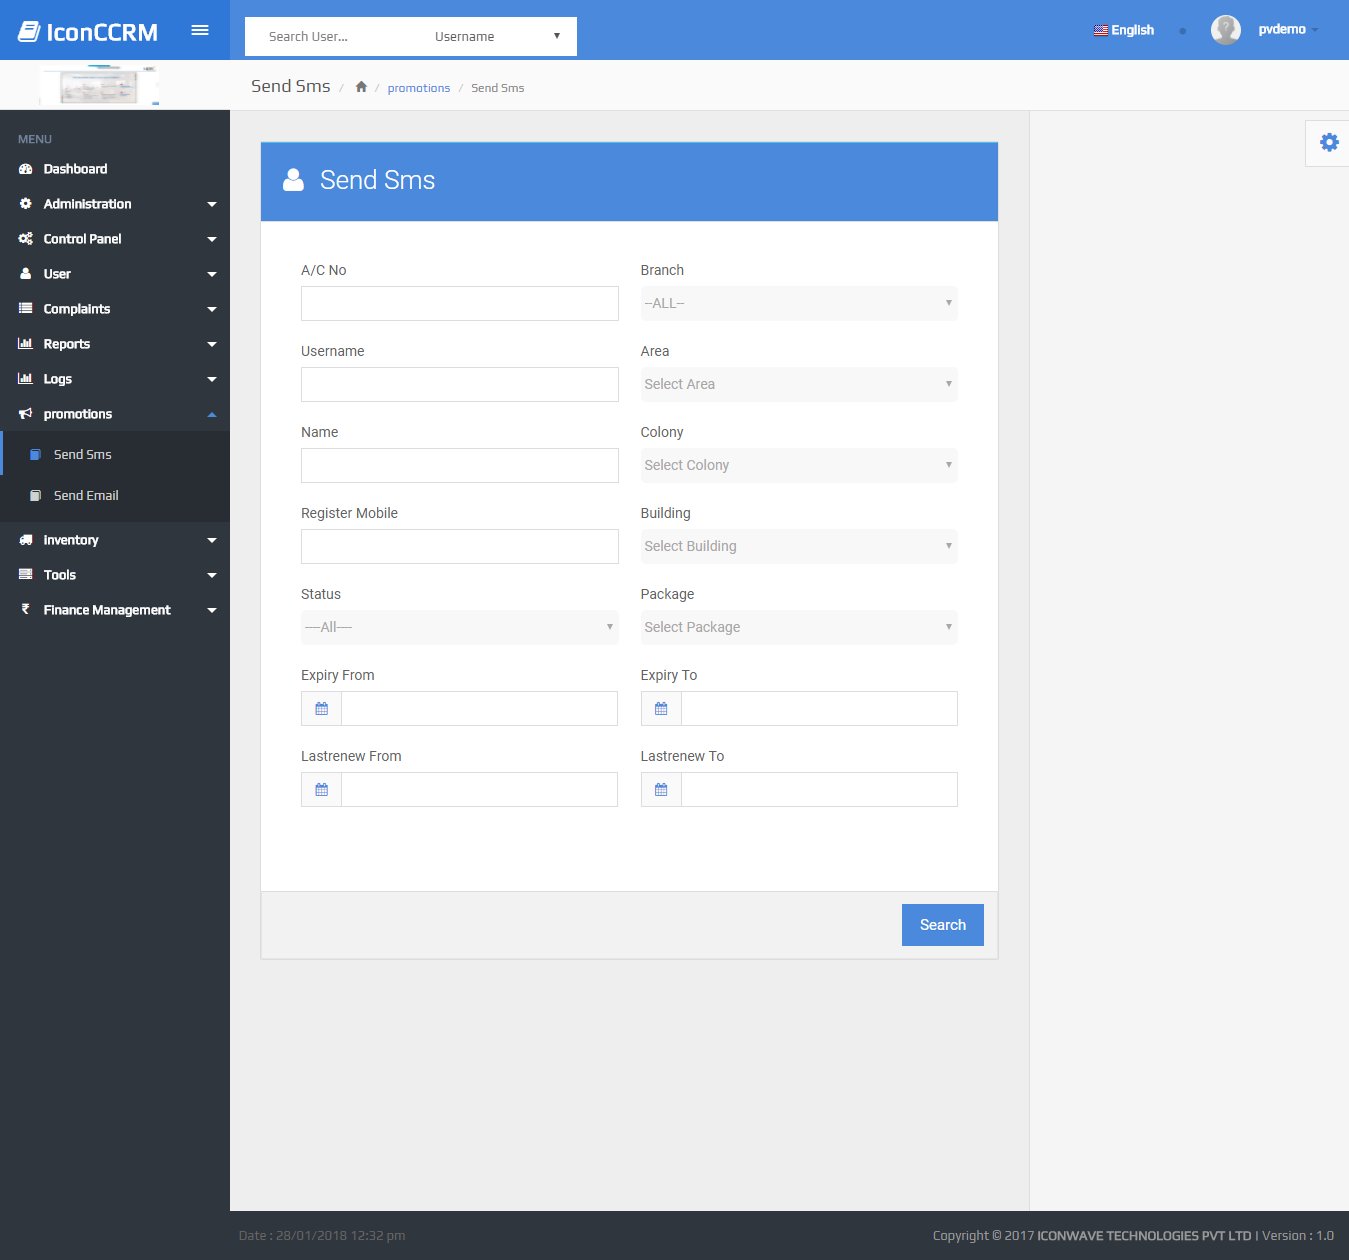 IconCCRM
Search User...
Username
English
pvdemo
Send Sms / / promotions / Send Sms
MENU
Dashboard
Administration
Control Panel
User
Complaints
Reports
Logs
promotions
Send Sms
Send Email
inventory
Tools
Finance Management
Send Sms
A/C No
Branch
--ALL--
Username
Area
Select Area
Name
Colony
Select Colony
Register Mobile
Building
Select Building
Status
----All----
Package
Select Package
Expiry From
Expiry To
Lastrenew From
Lastrenew To
Search
Date : 28/01/2018 12:32 pm
Copyright © 2017 ICONWAVE TECHNOLOGIES PVT LTD | Version : 1.0